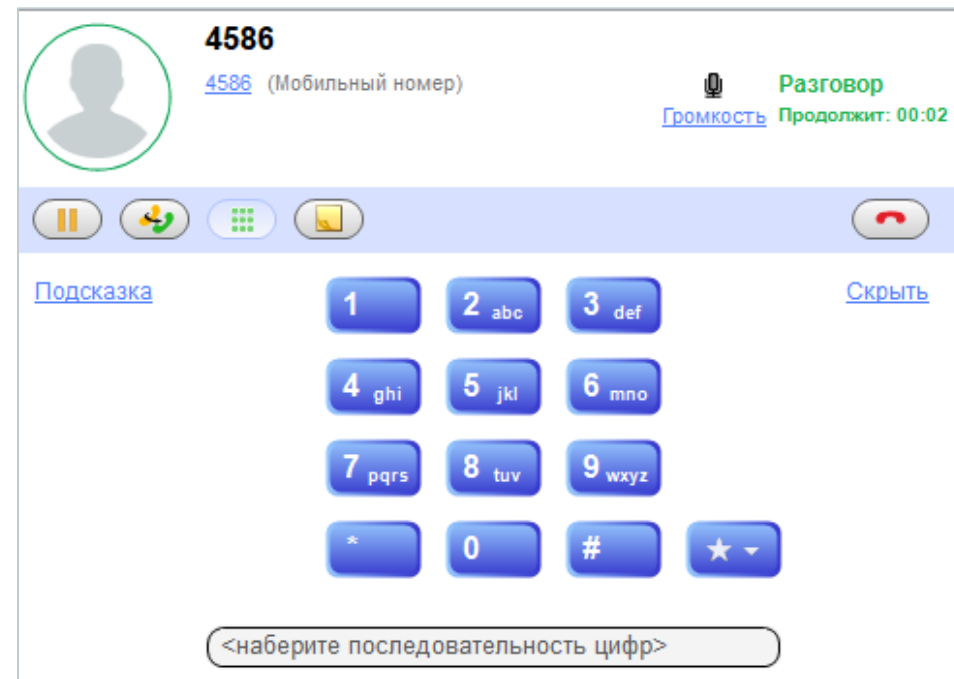 4586
4586 (Мобильный номер)
Разговор
Громкость Продолжит: 00:02
Подсказка
Скрыть
1 2 abc 3 def
4 ghi 5 jkl 6 mno
7 pqrs 8 tuv 9 wxyz
* 0 #
<наберите последовательность цифр>